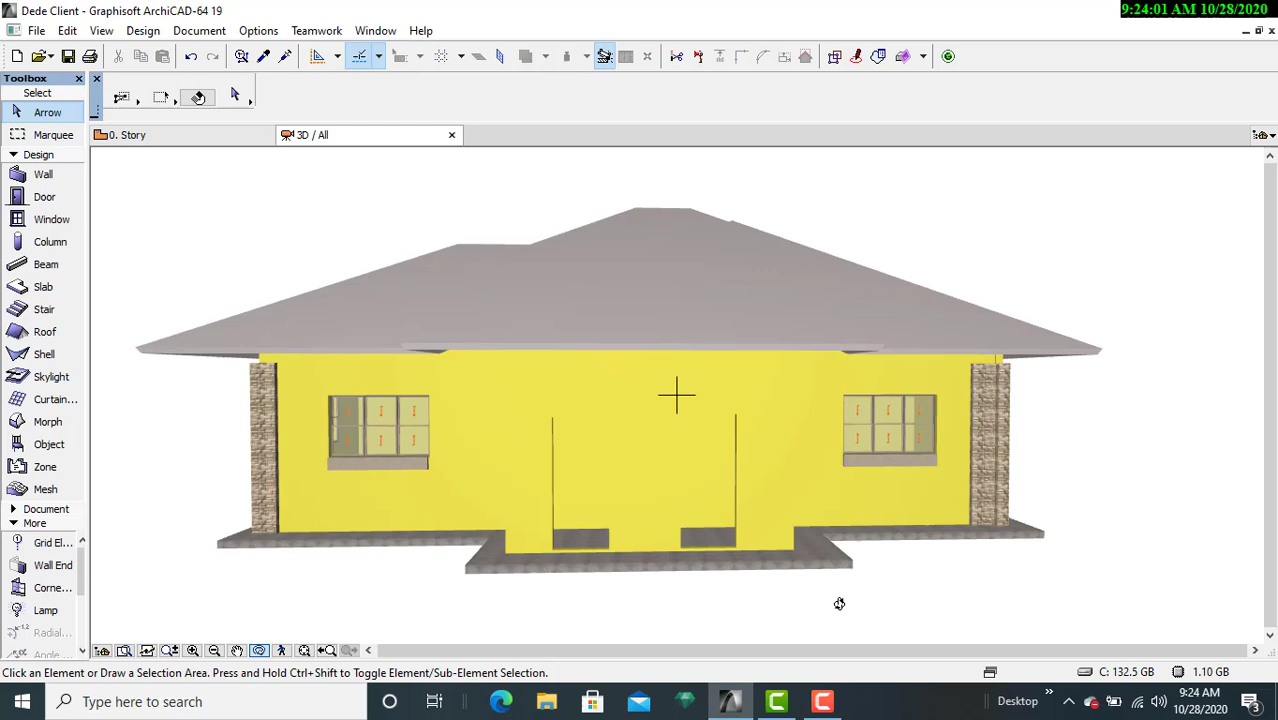 Dede Client - Graphisoft ArchiCAD-64 19
9:24:01 AM 10/28/2020
File Edit View Design Document Options Teamwork Window Help
Toolbox
Select
Arrow
Marquee
Design
Wall
Door
Window
Column
Beam
Slab
Stair
Roof
Shell
Skylight
Curtain...
Morph
Object
Zone
Mesh
Document
More
Grid El...
Wall End
Corne...
Lamp
Radial...
Angle
0. Story
3D / All
Click an Element or Draw a Selection Area. Press and Hold Ctrl+Shift to Toggle Element/Sub-Element Selection.
C: 132.5 GB
1.10 GB
Type here to search
Desktop
9:24 AM
10/28/2020
3